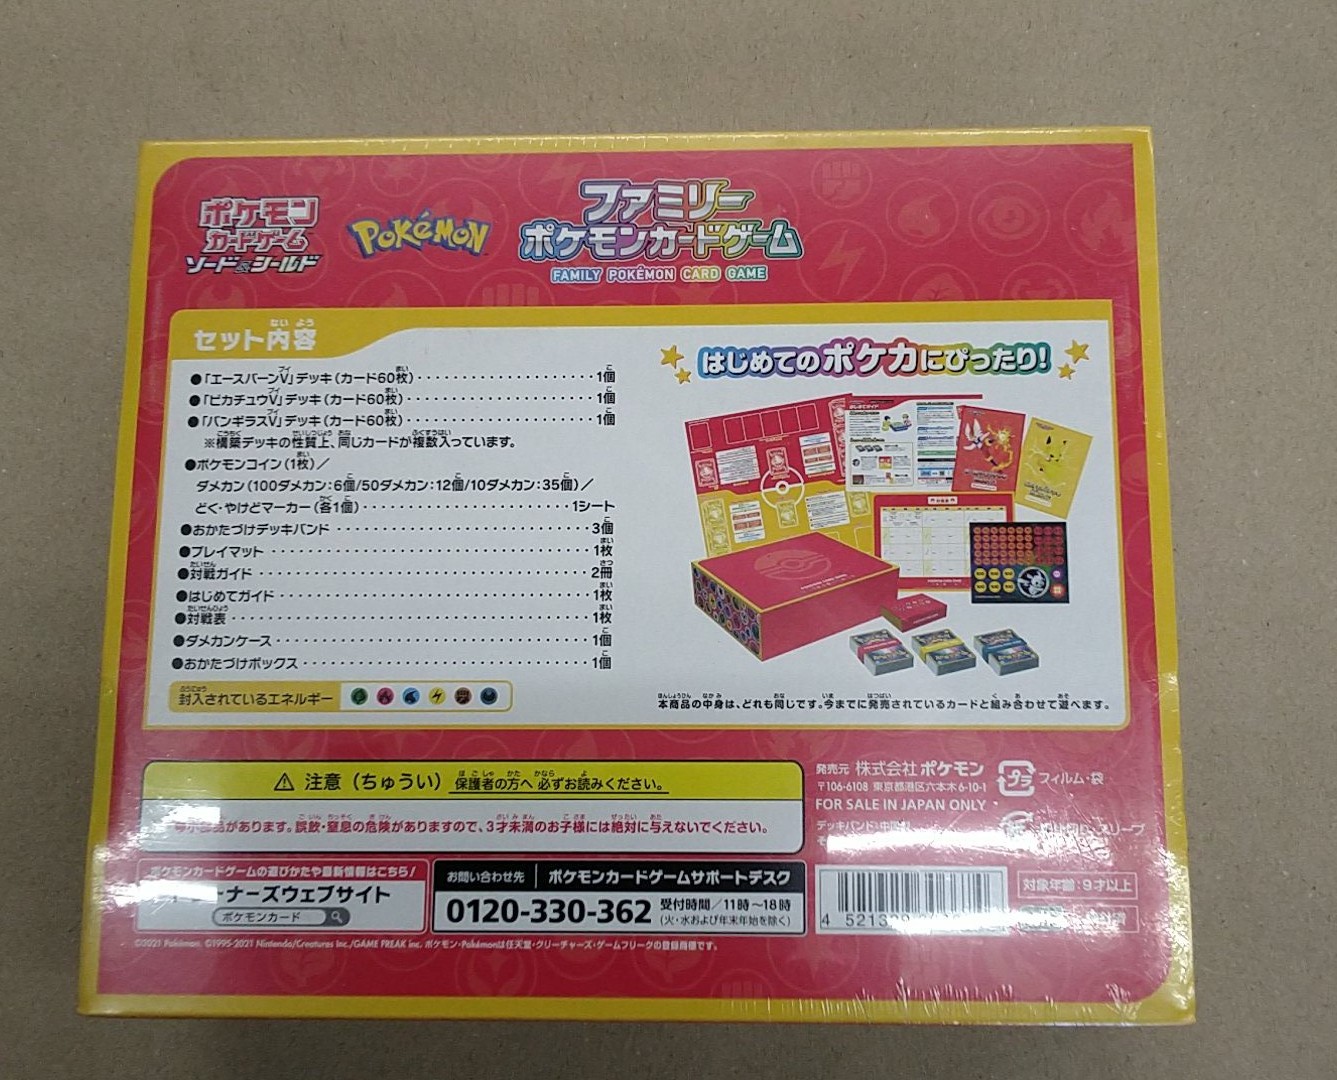 ポケモン
カードゲーム
ソード&シールド
POKéMON
ファミリー
ポケモンカードゲーム
FAMILY POKÉMON CARD GAME
セット内容
●「エースバーンV」デッキ(カード60枚)・・・・・・・・・・1個
●「ピカチュウV」デッキ(カード60枚)・・・・・・・・・・1個
●「バンギラスV」デッキ(カード60枚)・・・・・・・・・・1個
※構築デッキの性質上、同じカードが複数入っています。
●ポケモンコイン(1枚)/
ダメカン(100ダメカン:6個/50ダメカン:12個/10ダメカン:35個)/
どく・やけどマーカー(各1個)・・・・・・・・・・1シート
●おかたづけデッキバンド・・・・・・・・・・3個
●プレイマット・・・・・・・・・・1枚
●対戦ガイド・・・・・・・・・・2冊
●はじめてガイド・・・・・・・・・・1枚
●対戦表・・・・・・・・・・1枚
●ダメカンケース・・・・・・・・・・1個
●おかたづけボックス・・・・・・・・・・1個
封入されているエネルギー
はじめてのポケカにぴったり!
本商品の中身は、どれも同じです。今までに発売されているカードと組み合わせて遊べます。
⚠ 注意(ちゅうい) 保護者の方へ 必ずお読みください。
があります。誤飲・窒息の危険がありますので、3才未満のお子様には絶対に与えないでください。
発売元 株式会社ポケモン
〒106-6108 東京都港区六本木6-10-1
FOR SALE IN JAPAN ONLY
プラ フィルム・袋
デッキバンド:中国製
ポケモンカードゲームの遊びかたや最新情報はこちら!
トレーナーズウェブサイト
ポケモンカード
お問い合わせ先 ポケモンカードゲームサポートデスク
0120-330-362
受付時間/11時〜18時
(火・水および年末年始を除く)
対象年齢:9才以上
©2021 Pokémon. ©1995-2021 Nintendo/Creatures Inc./GAME FREAK inc. ポケモン・Pokémonは任天堂・クリーチャーズ・ゲームフリークの登録商標です。